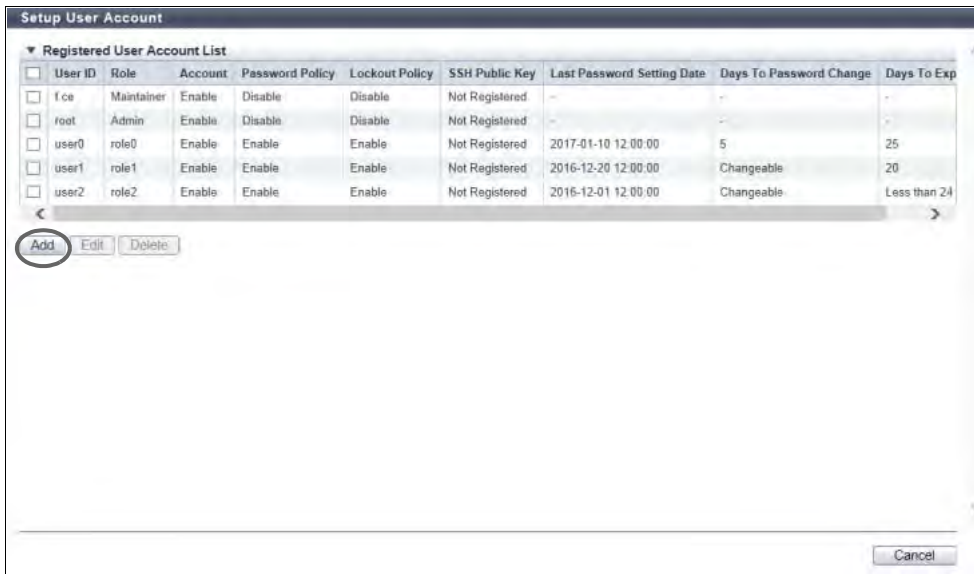 Setup User Account
▼ Registered User Account List
User ID Role Account Password Policy Lockout Policy SSH Public Key Last Password Setting Date Days To Password Change Days To Exp
f.ce Maintainer Enable Disable Disable Not Registered - - -
root Admin Enable Disable Disable Not Registered - - -
user0 role0 Enable Enable Enable Not Registered 2017-01-10 12:00:00 5 25
user1 role1 Enable Enable Enable Not Registered 2016-12-20 12:00:00 Changeable 20
user2 role2 Enable Enable Enable Not Registered 2016-12-01 12:00:00 Changeable Less than 24
Add Edit Delete
Cancel